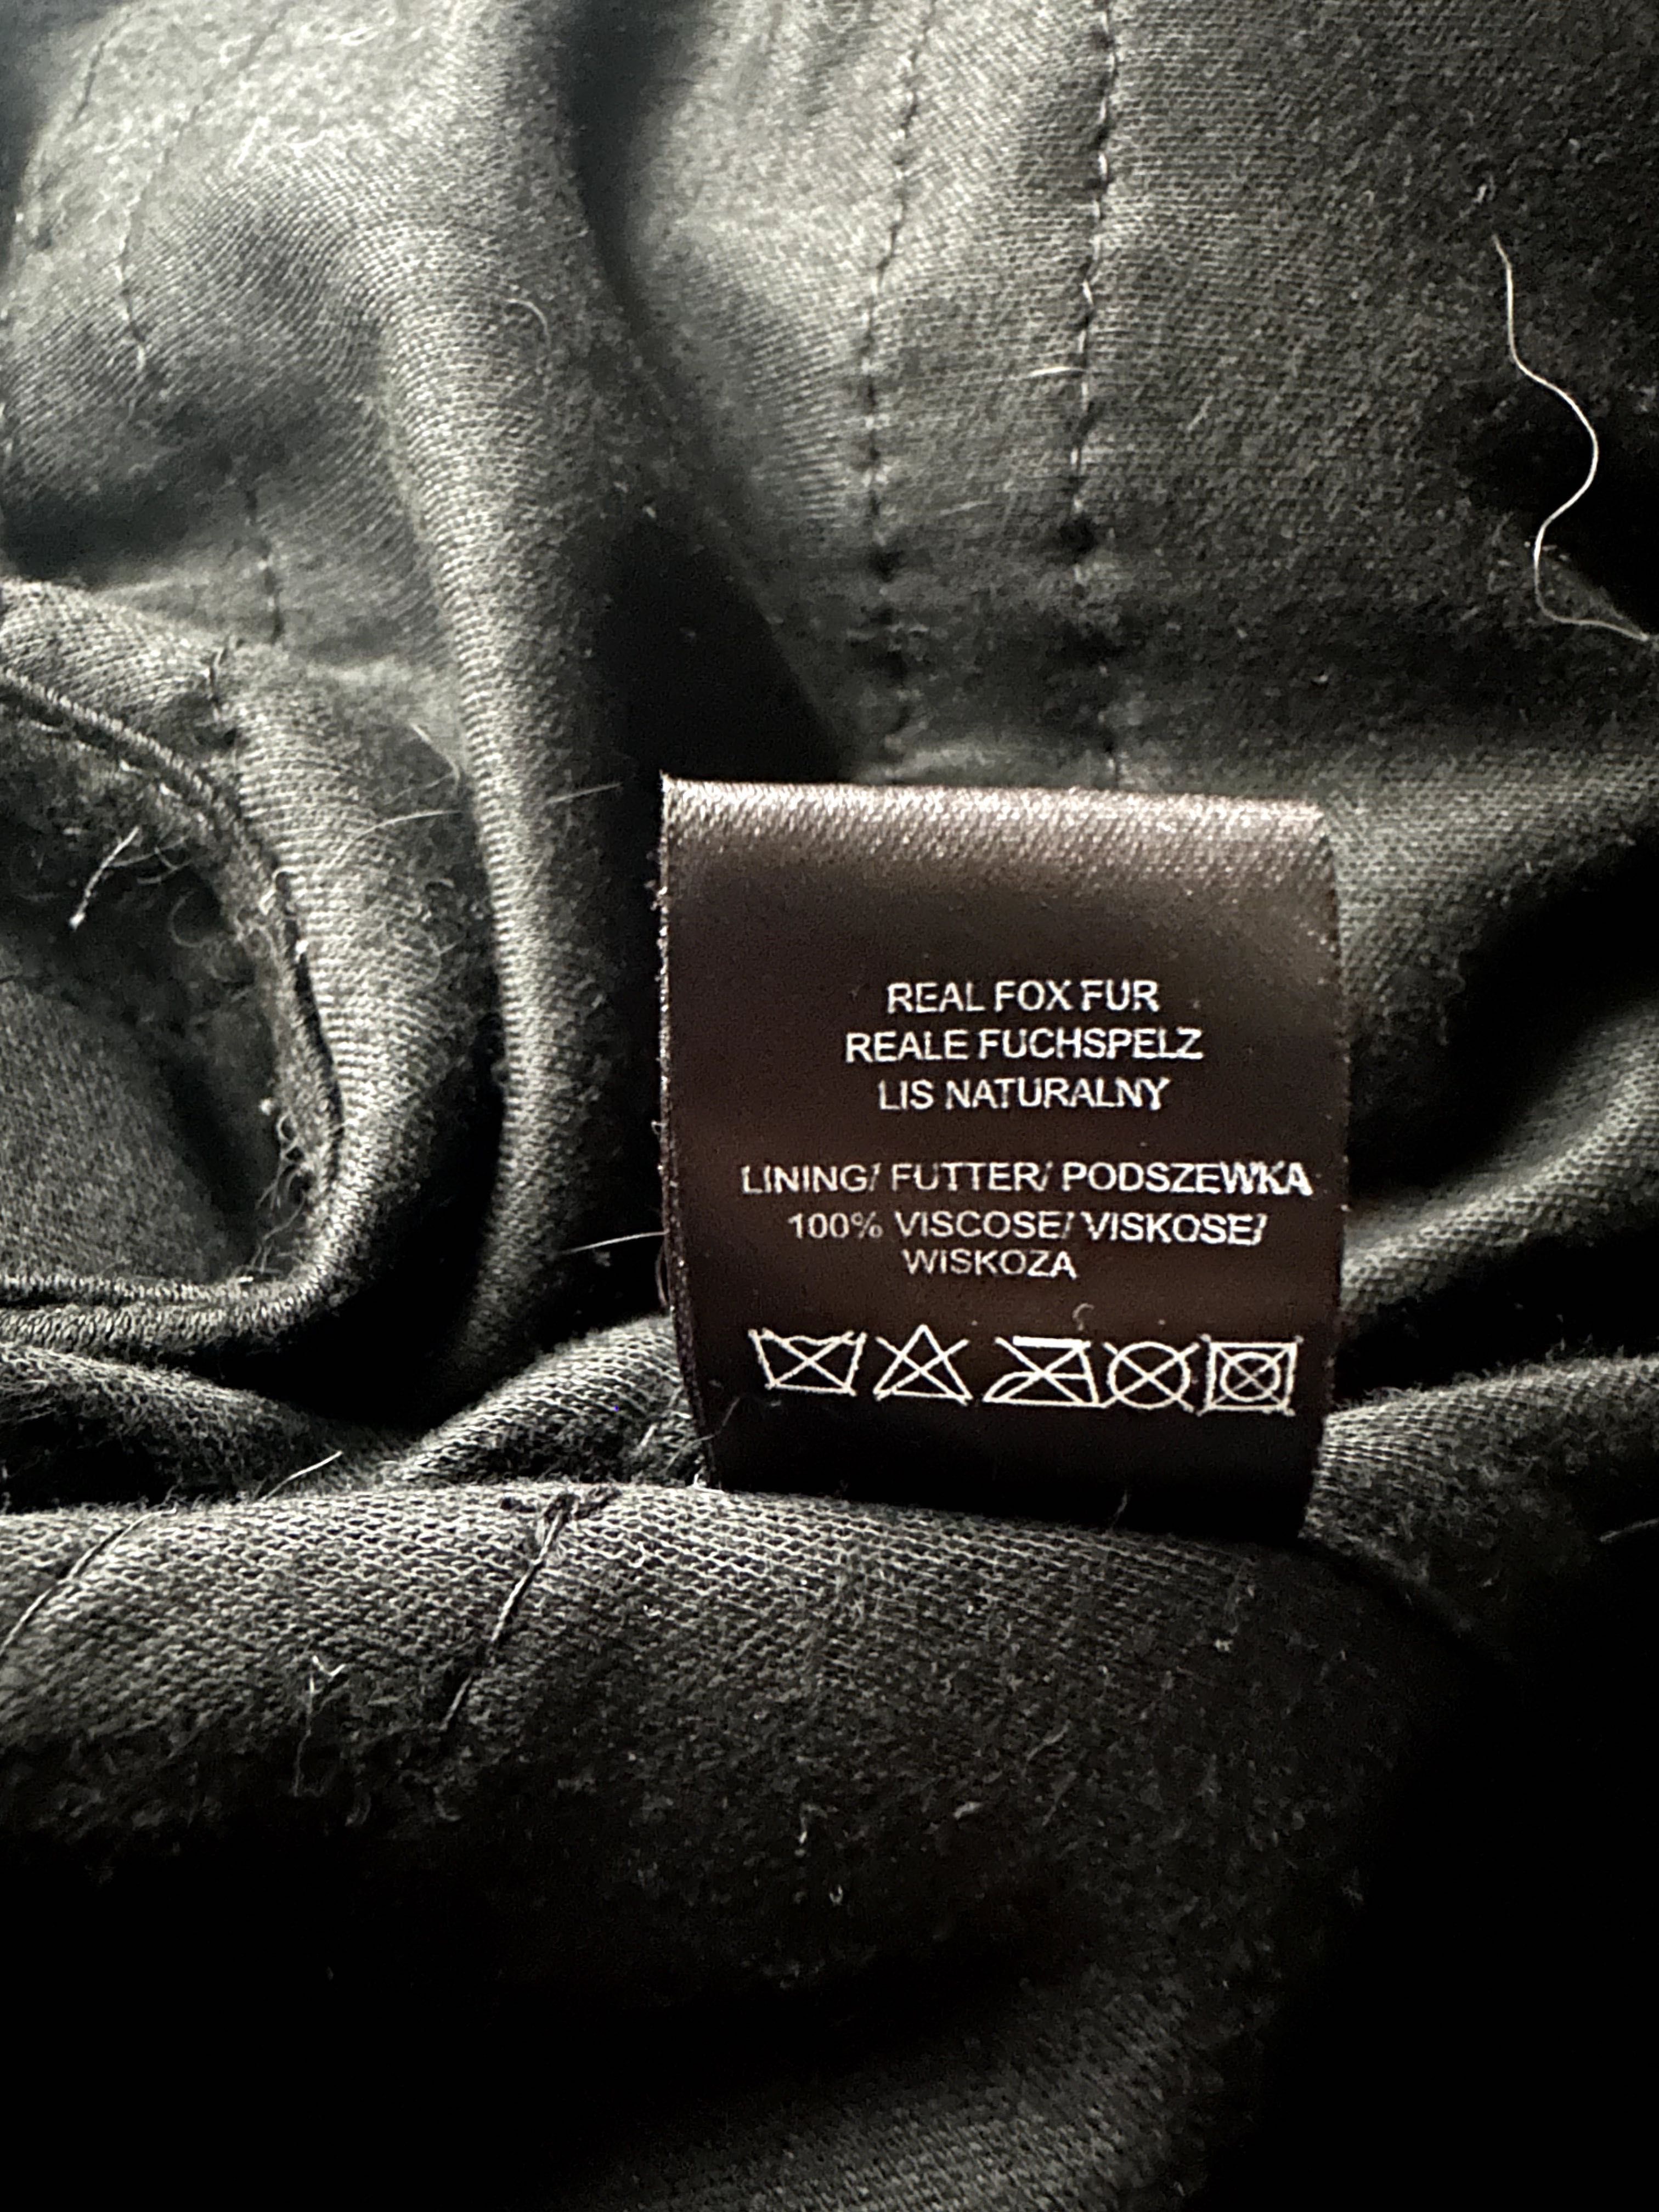 REAL FOX FUR
REALE FUCHSPELZ
LIS NATURALNY
LINING/ FUTTER/ PODSZEWKA
100% VISCOSE/ VISKOSE/
WISKOZA